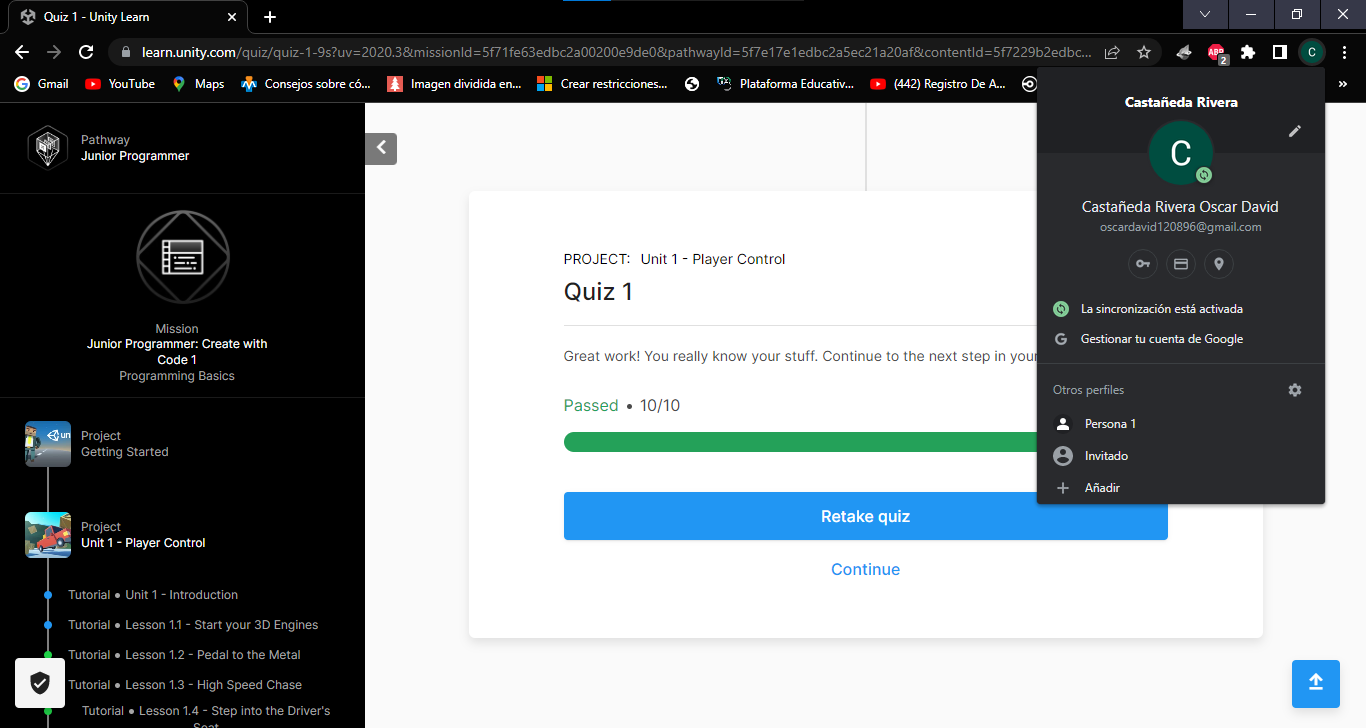 Quiz 1 - Unity Learn
learn.unity.com/quiz/quiz-1-9s?uv=2020.3&missionId=5f71fe63edbc2a00200e9de0&pathwayId=5f7e17e1edbc2a5ec21a20af&contentId=5f7229b2edbc...
ABP
2
C
Gmail
YouTube
Maps
Consejos sobre có...
Imagen dividida en...
Crear restricciones...
Plataforma Educativ...
(442) Registro De A...
»
Pathway
Junior Programmer
Mission
Junior Programmer: Create with
Code 1
Programming Basics
Project
Getting Started
Project
Unit 1 - Player Control
Tutorial ● Unit 1 - Introduction
Tutorial ● Lesson 1.1 - Start your 3D Engines
Tutorial ● Lesson 1.2 - Pedal to the Metal
Tutorial ● Lesson 1.3 - High Speed Chase
Tutorial ● Lesson 1.4 - Step into the Driver's
Seat
PROJECT: Unit 1 - Player Control
Quiz 1
Great work! You really know your stuff. Continue to the next step in your
Passed • 10/10
Retake quiz
Continue
Castañeda Rivera
C
Castañeda Rivera Oscar David
oscardavid120896@gmail.com
La sincronización está activada
Gestionar tu cuenta de Google
Otros perfiles
Persona 1
Invitado
Añadir